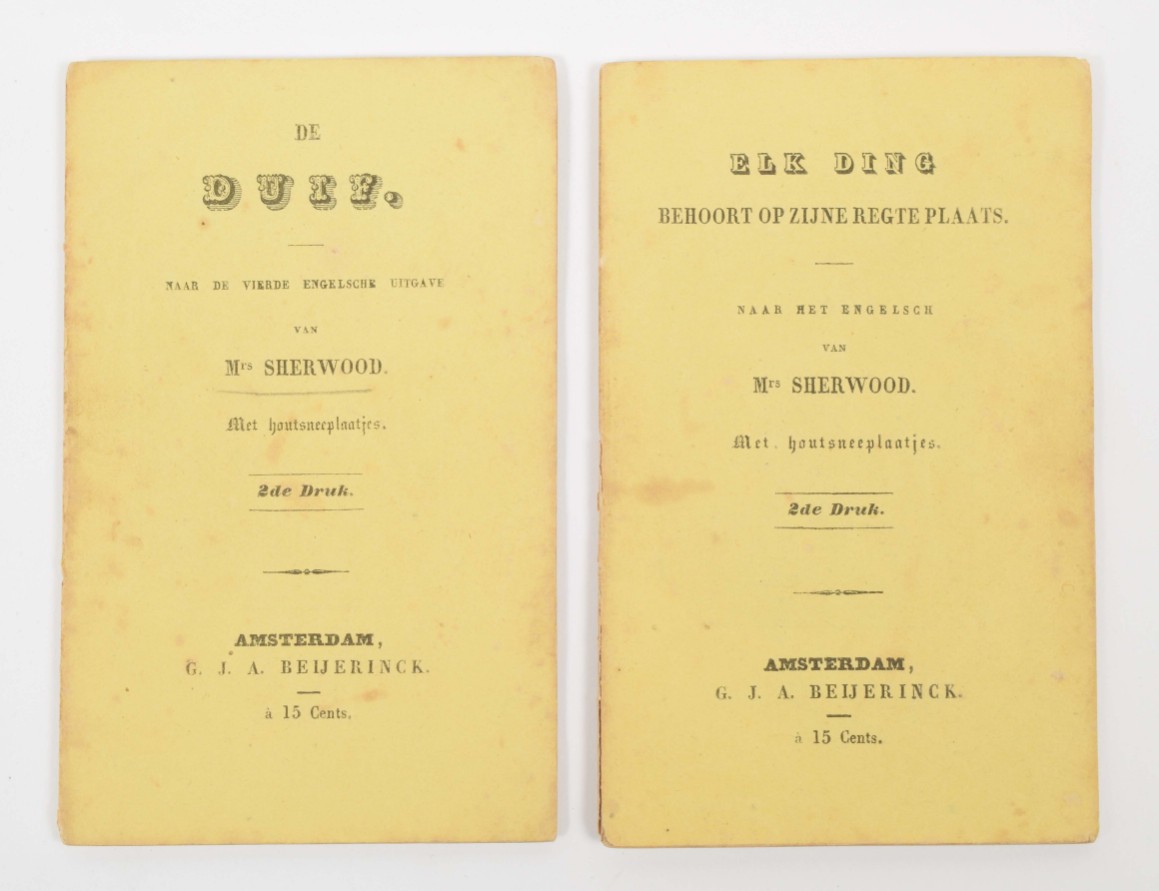 DE
DUIF.
NAAR DE VIERDE ENGELSCHE UITGAVE
VAN
Mrs SHERWOOD.
Met houtsneeplaatjes.
2de Druk.
AMSTERDAM,
G. J. A. BEIJERINCK.
à 15 Cents.
ELK DING
BEHOORT OP ZIJNE REGTE PLAATS.
NAAR HET ENGELSCH
VAN
Mrs SHERWOOD.
Met houtsneeplaatjes.
2de Druk.
AMSTERDAM,
G. J. A. BEIJERINCK.
à 15 Cents.